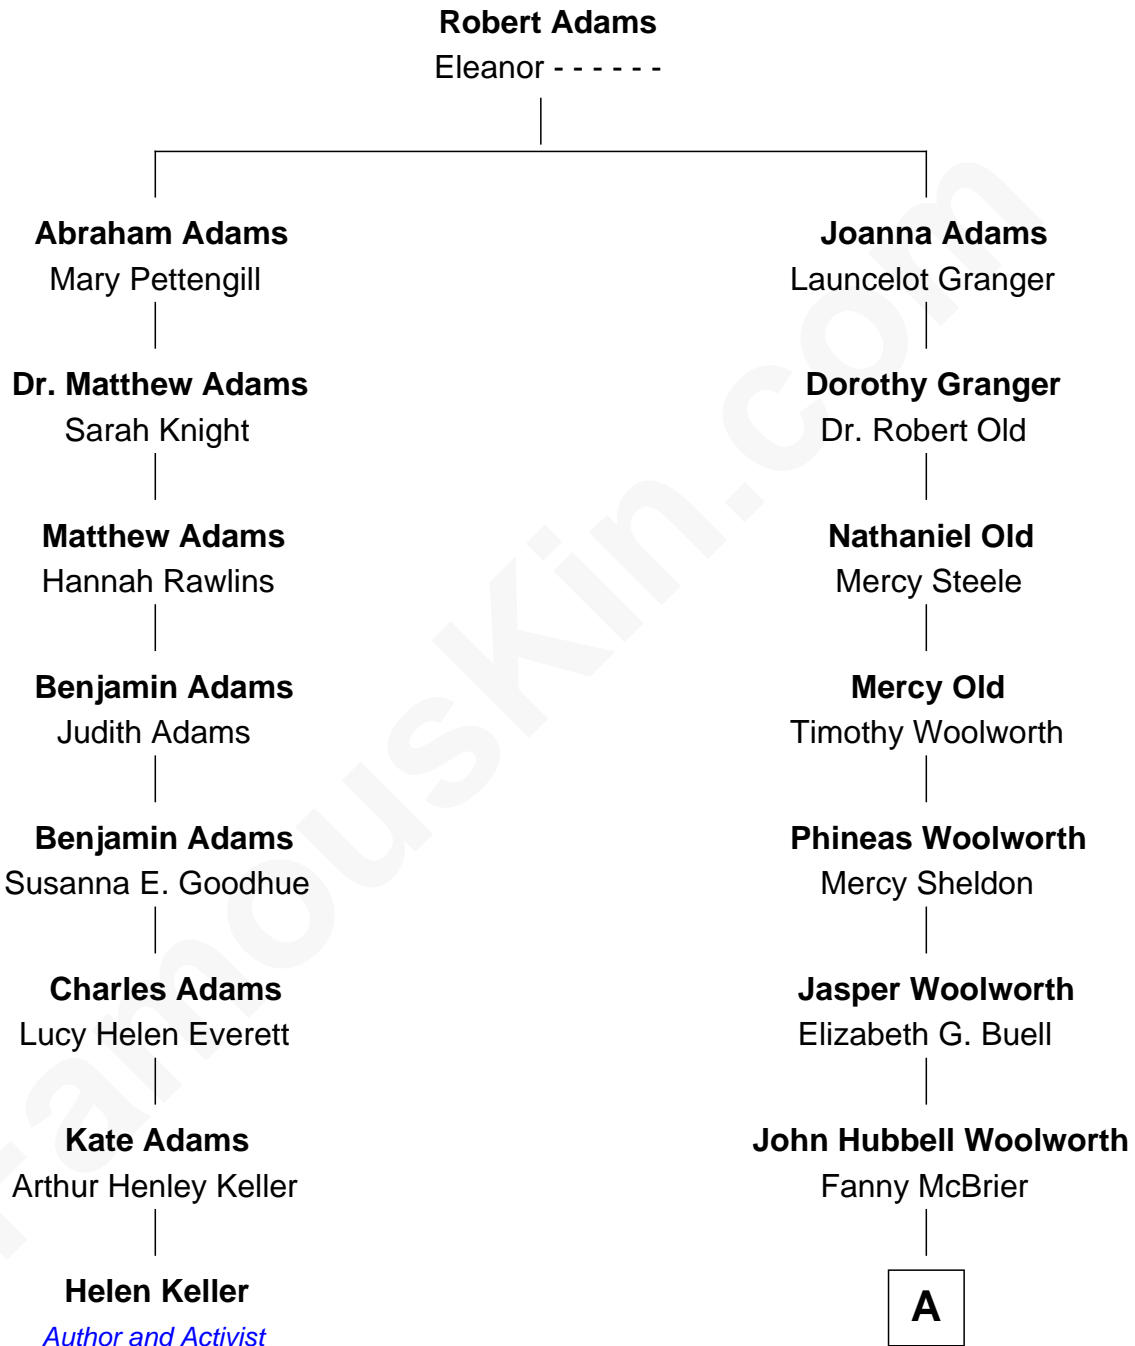 Robert Adams
Eleanor - - - - - -
Abraham Adams
Mary Pettengill
Joanna Adams
Launcelot Granger
Dr. Matthew Adams
Sarah Knight
Dorothy Granger
Dr. Robert Old
Matthew Adams
Hannah Rawlins
Nathaniel Old
Mercy Steele
Benjamin Adams
Judith Adams
Mercy Old
Timothy Woolworth
Benjamin Adams
Susanna E. Goodhue
Phineas Woolworth
Mercy Sheldon
Charles Adams
Lucy Helen Everett
Jasper Woolworth
Elizabeth G. Buell
Kate Adams
Arthur Henley Keller
John Hubbell Woolworth
Fanny McBrier
Helen Keller
Author and Activist
A
FamousKin.com